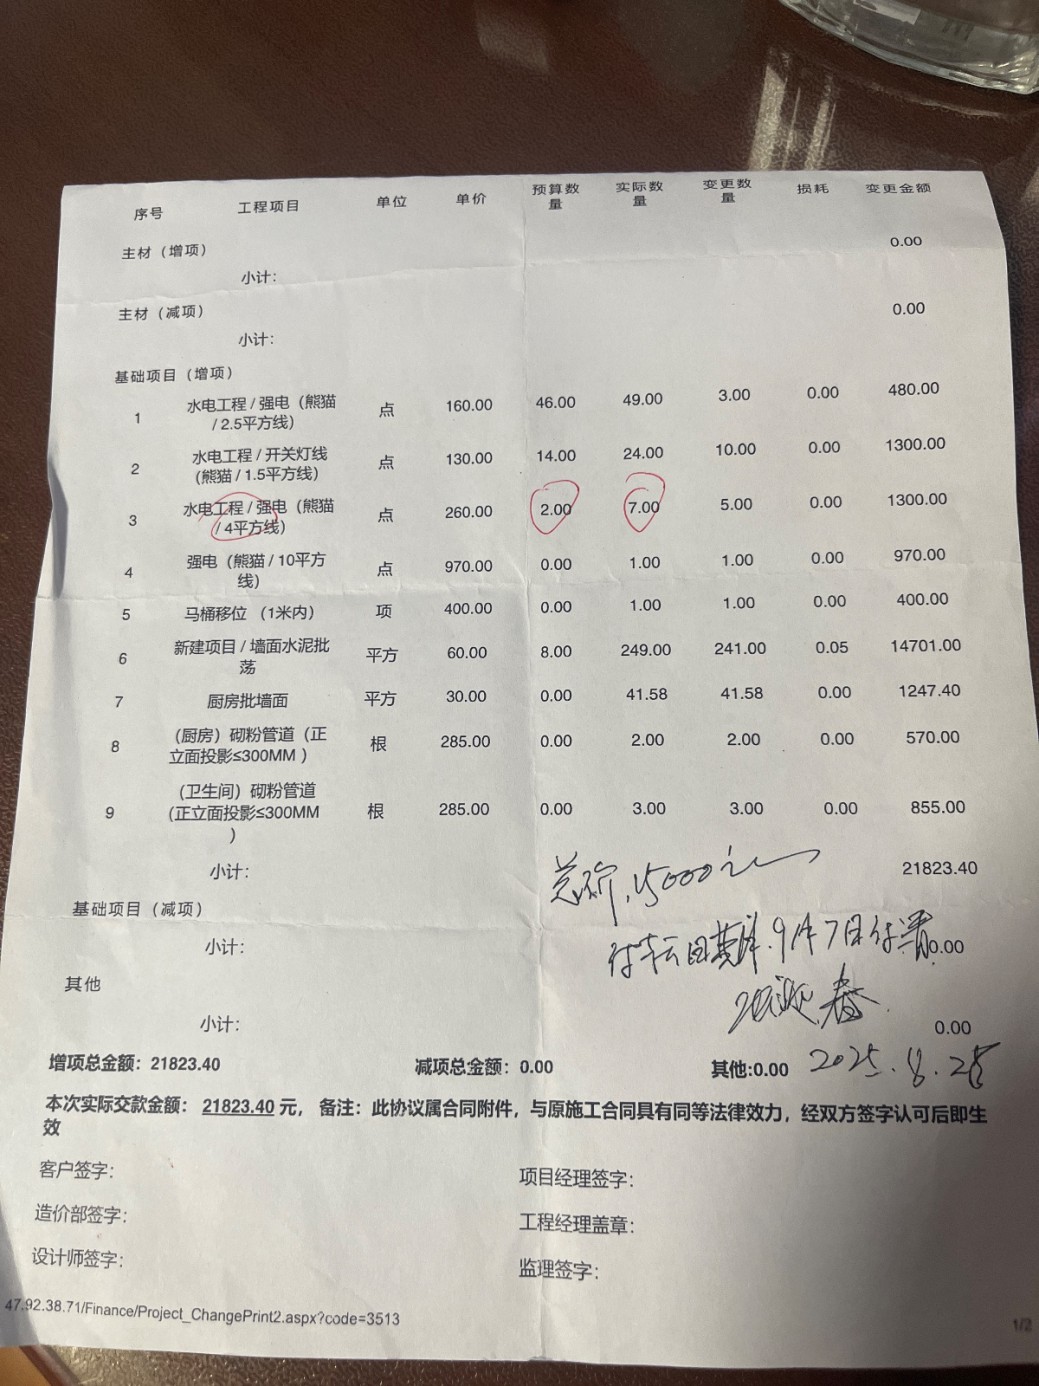 序号 工程项目 单位 单价 预算数量 实际数量 变更数量 损耗 变更金额
主材（增项） 0.00
小计：
主材（减项） 0.00
小计：
基础项目（增项）
1 水电工程 / 强电（熊猫 / 2.5平方线） 点 160.00 46.00 49.00 3.00 0.00 480.00
2 水电工程 / 开关灯线（熊猫 / 1.5平方线） 点 130.00 14.00 24.00 10.00 0.00 1300.00
3 水电工程 / 强电（熊猫 / 4平方线） 点 260.00 2.00 7.00 5.00 0.00 1300.00
4 强电（熊猫 / 10平方线） 点 970.00 0.00 1.00 1.00 0.00 970.00
5 马桶移位 （1米内） 项 400.00 0.00 1.00 1.00 0.00 400.00
6 新建项目 / 墙面水泥批荡 平方 60.00 8.00 249.00 241.00 0.05 14701.00
7 厨房批墙面 平方 30.00 0.00 41.58 41.58 0.00 1247.40
8 （厨房）砌粉管道（正立面投影≤300MM ） 根 285.00 0.00 2.00 2.00 0.00 570.00
9 （卫生间）砌粉管道（正立面投影≤300MM ） 根 285.00 0.00 3.00 3.00 0.00 855.00
小计： 21823.40
总价，15000元
基础项目（减项）
9月7日付清
小计： 0.00
其他
春
小计： 0.00
增项总金额：21823.40 减项总金额：0.00 其他:0.00
2025.8.28
本次实际交款金额： 21823.40 元， 备注：此协议属合同附件，与原施工合同具有同等法律效力，经双方签字认可后即生
效
客户签字： 项目经理签字：
造价部签字： 工程经理盖章：
设计师签字： 监理签字：
47.92.38.71/Finance/Project_ChangePrint2.aspx?code=3513 1/2